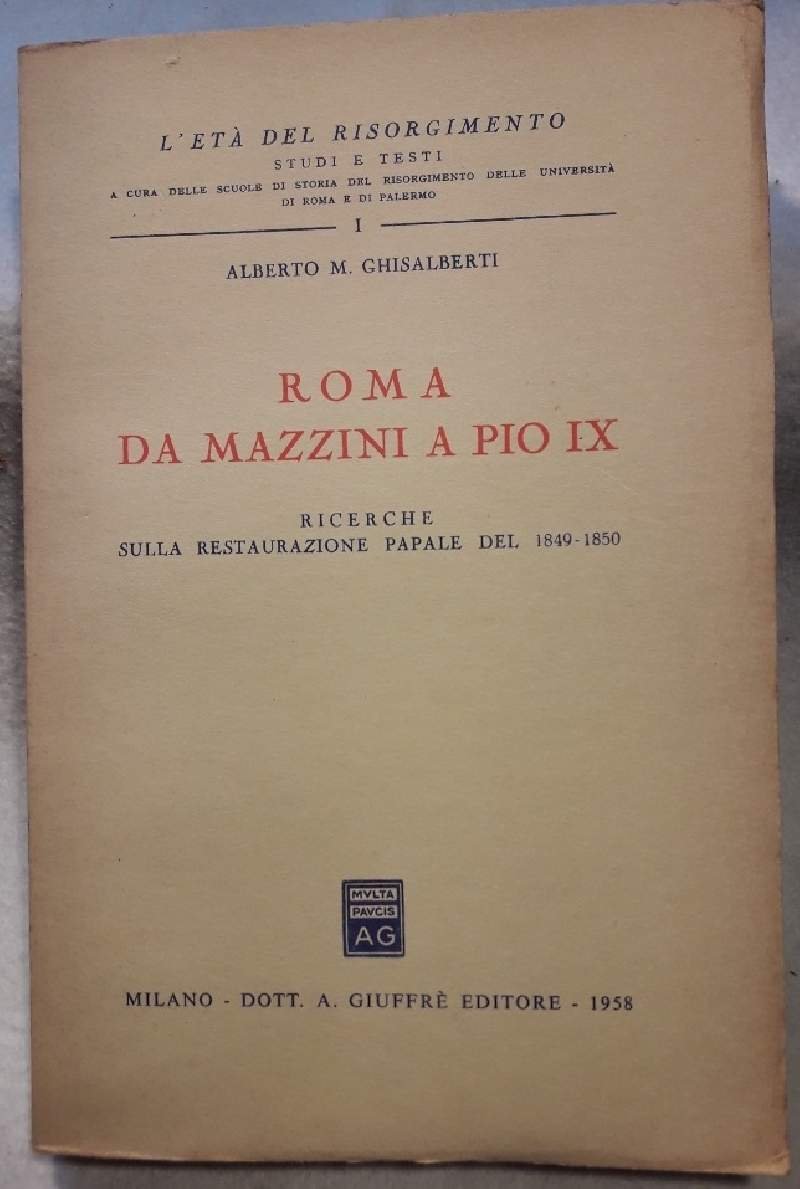 L'ETÀ DEL RISORGIMENTO
STUDI E TESTI
A CURA DELLE SCUOLE DI STORIA DEL RISORGIMENTO DELLE UNIVERSITÀ
DI ROMA E DI PALERMO
I
ALBERTO M. GHISALBERTI
ROMA
DA MAZZINI A PIO IX
RICERCHE
SULLA RESTAURAZIONE PAPALE DEL 1849-1850
MVLTA
PAVCIS
AG
MILANO - DOTT. A. GIUFFRÈ EDITORE - 1958